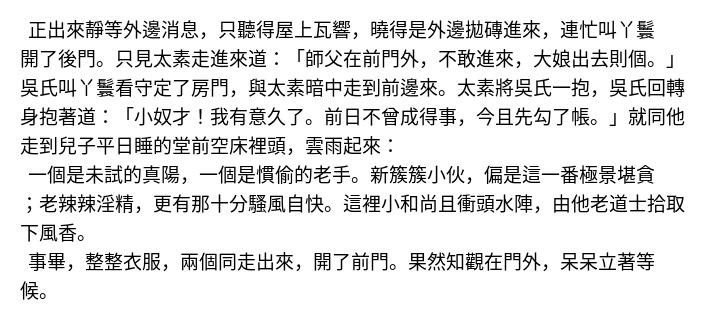 正出來靜等外邊消息，只聽得屋上瓦響，曉得是外邊拋磚進來，連忙叫丫鬟
開了後門。只見太素走進來道：「師父在前門外，不敢進來，大娘出去則個。」
吳氏叫丫鬟看守定了房門，與太素暗中走到前邊來。太素將吳氏一抱，吳氏回轉
身抱著道：「小奴才！我有意久了。前日不曾成得事，今且先勾了帳。」就同他
走到兒子平日睡的堂前空床裡頭，雲雨起來：
一個是未試的真陽，一個是慣偷的老手。新簇簇小伙，偏是這一番極景堪貪
；老辣辣淫精，更有那十分騷風自快。這裡小和尚且衝頭水陣，由他老道士拾取
下風香。
事畢，整整衣服，兩個同走出來，開了前門。果然知觀在門外，呆呆立著等
候。